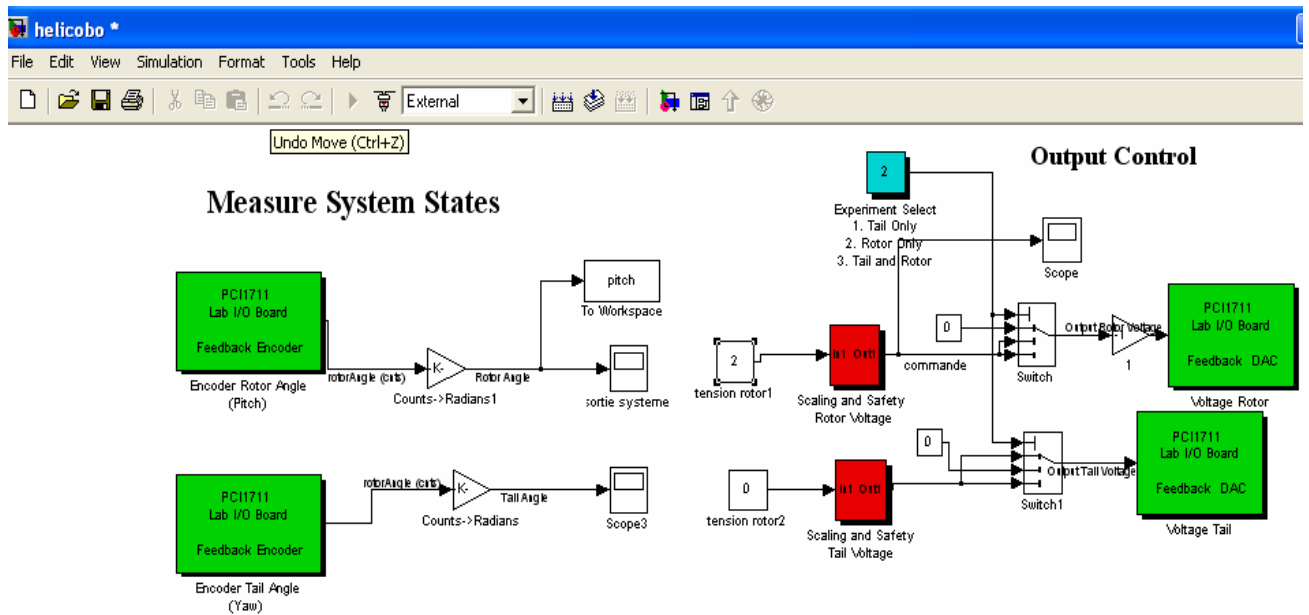 helicobo *
File Edit View Simulation Format Tools Help
External
Undo Move (Ctrl+Z)
Measure System States
Output Control
2
Experiment Select
1. Tail Only
2. Rotor Only
3. Tail and Rotor
Scope
PCI1711
Lab I/O Board
Feedback Encoder
Encoder Rotor Angle
(Pitch)
rotorAngle (cnts)
K-
Counts->Radians1
Rotor Angle
pitch
To Workspace
sortie systeme
2
tension rotor1
In1 Out1
Scaling and Safety
Rotor Voltage
commande
0
Switch
Output Rotor Voltage
1
PCI1711
Lab I/O Board
Feedback DAC
Voltage Rotor
PCI1711
Lab I/O Board
Feedback Encoder
Encoder Tail Angle
(Yaw)
rotorAngle (cnts)
K-
Counts->Radians
Tail Angle
Scope3
0
tension rotor2
In1 Out1
Scaling and Safety
Tail Voltage
0
Switch1
Output Tail Voltage
PCI1711
Lab I/O Board
Feedback DAC
Voltage Tail